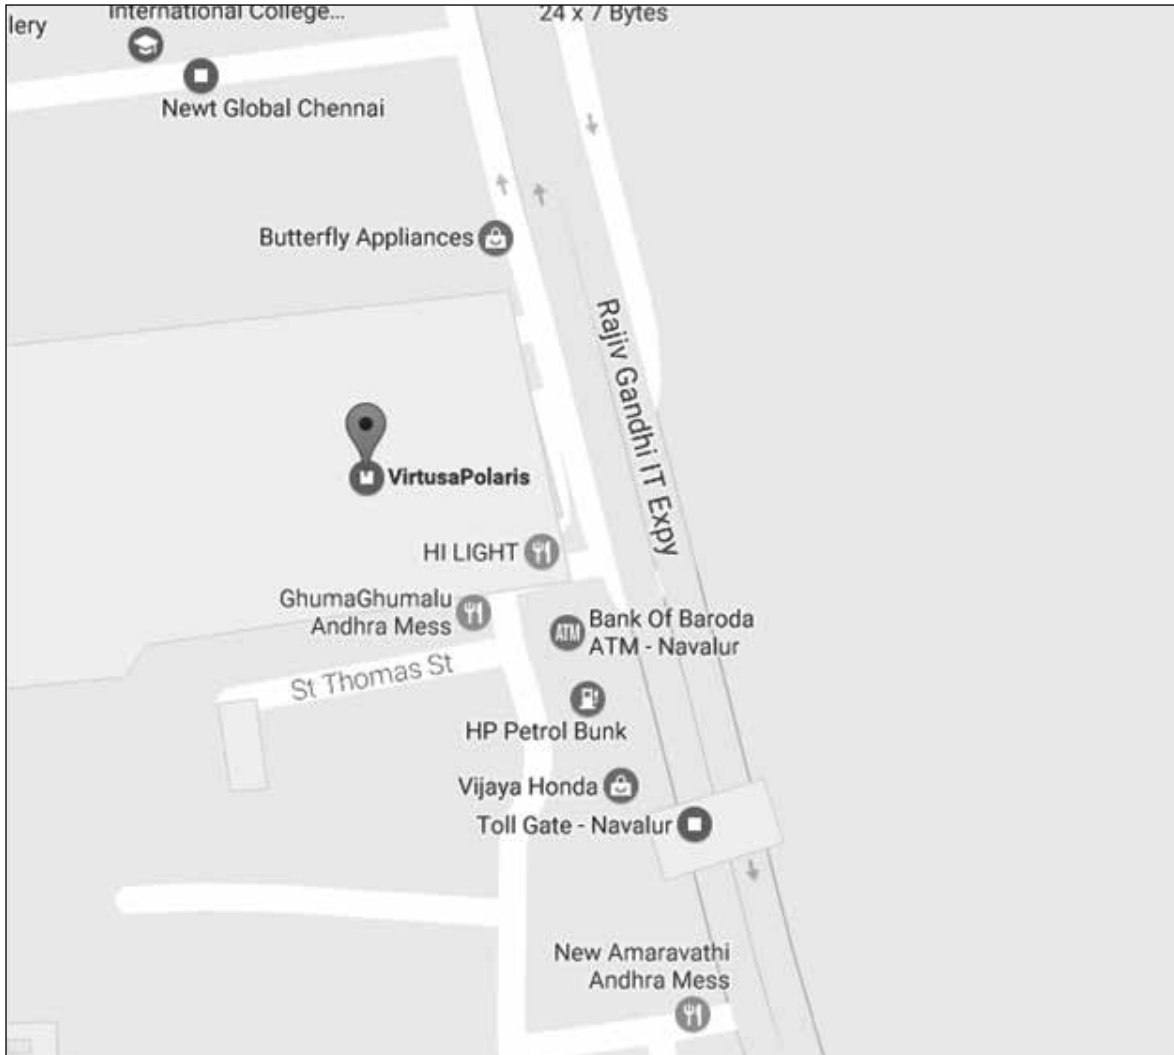 lery
International College...
24 x 7 Bytes
Newt Global Chennai
Butterfly Appliances
Rajiv Gandhi IT Expy
VirtusaPolaris
HI LIGHT
GhumaGhumalu
Andhra Mess
ATM
Bank Of Baroda
ATM - Navalur
St Thomas St
HP Petrol Bunk
Vijaya Honda
Toll Gate - Navalur
New Amaravathi
Andhra Mess